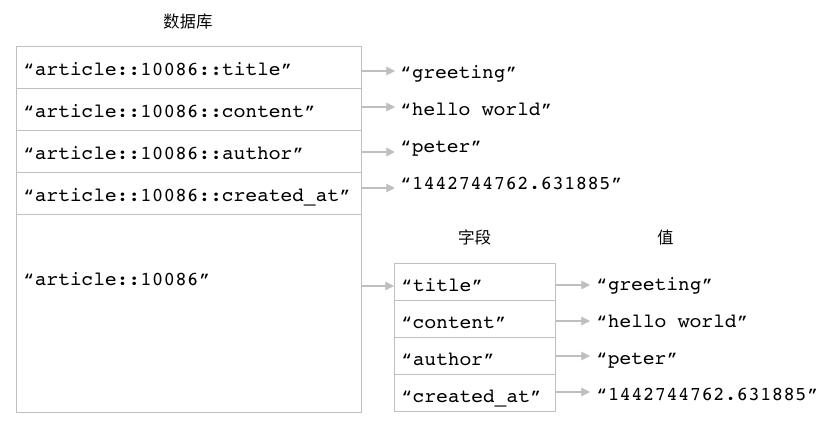 数据库
“article::10086::title” “greeting”
“article::10086::content” “hello world”
“article::10086::author” “peter”
“article::10086::created_at” “1442744762.631885”
字段 值
“article::10086” “title” “greeting”
“content” “hello world”
“author” “peter”
“created_at” “1442744762.631885”